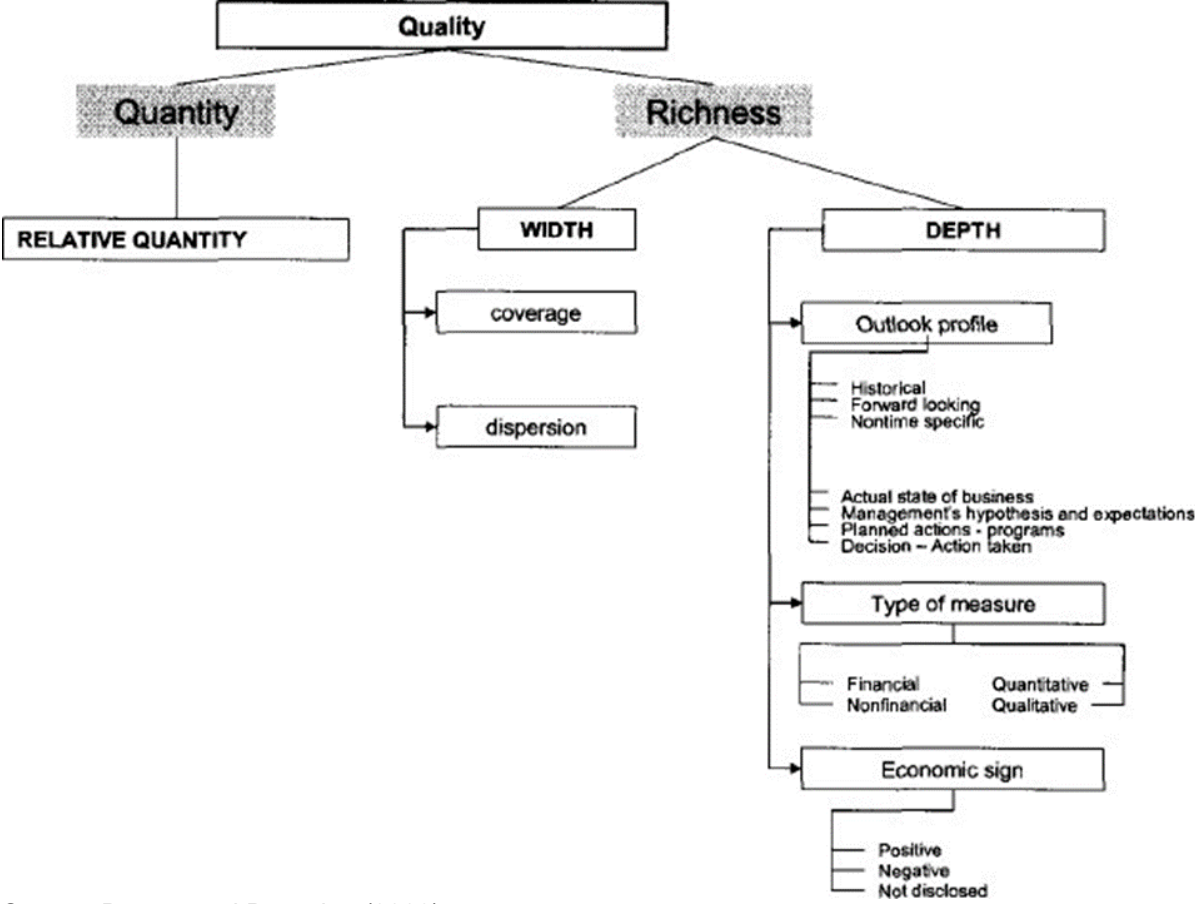 Quality
Quantity
Richness
RELATIVE QUANTITY
WIDTH
coverage
dispersion
DEPTH
Outlook profile
Historical
Forward looking
Nontime specific
Actual state of business
Management's hypothesis and expectations
Planned actions - programs
Decision – Action taken
Type of measure
Financial
Nonfinancial
Quantitative
Qualitative
Economic sign
Positive
Negative
Not disclosed